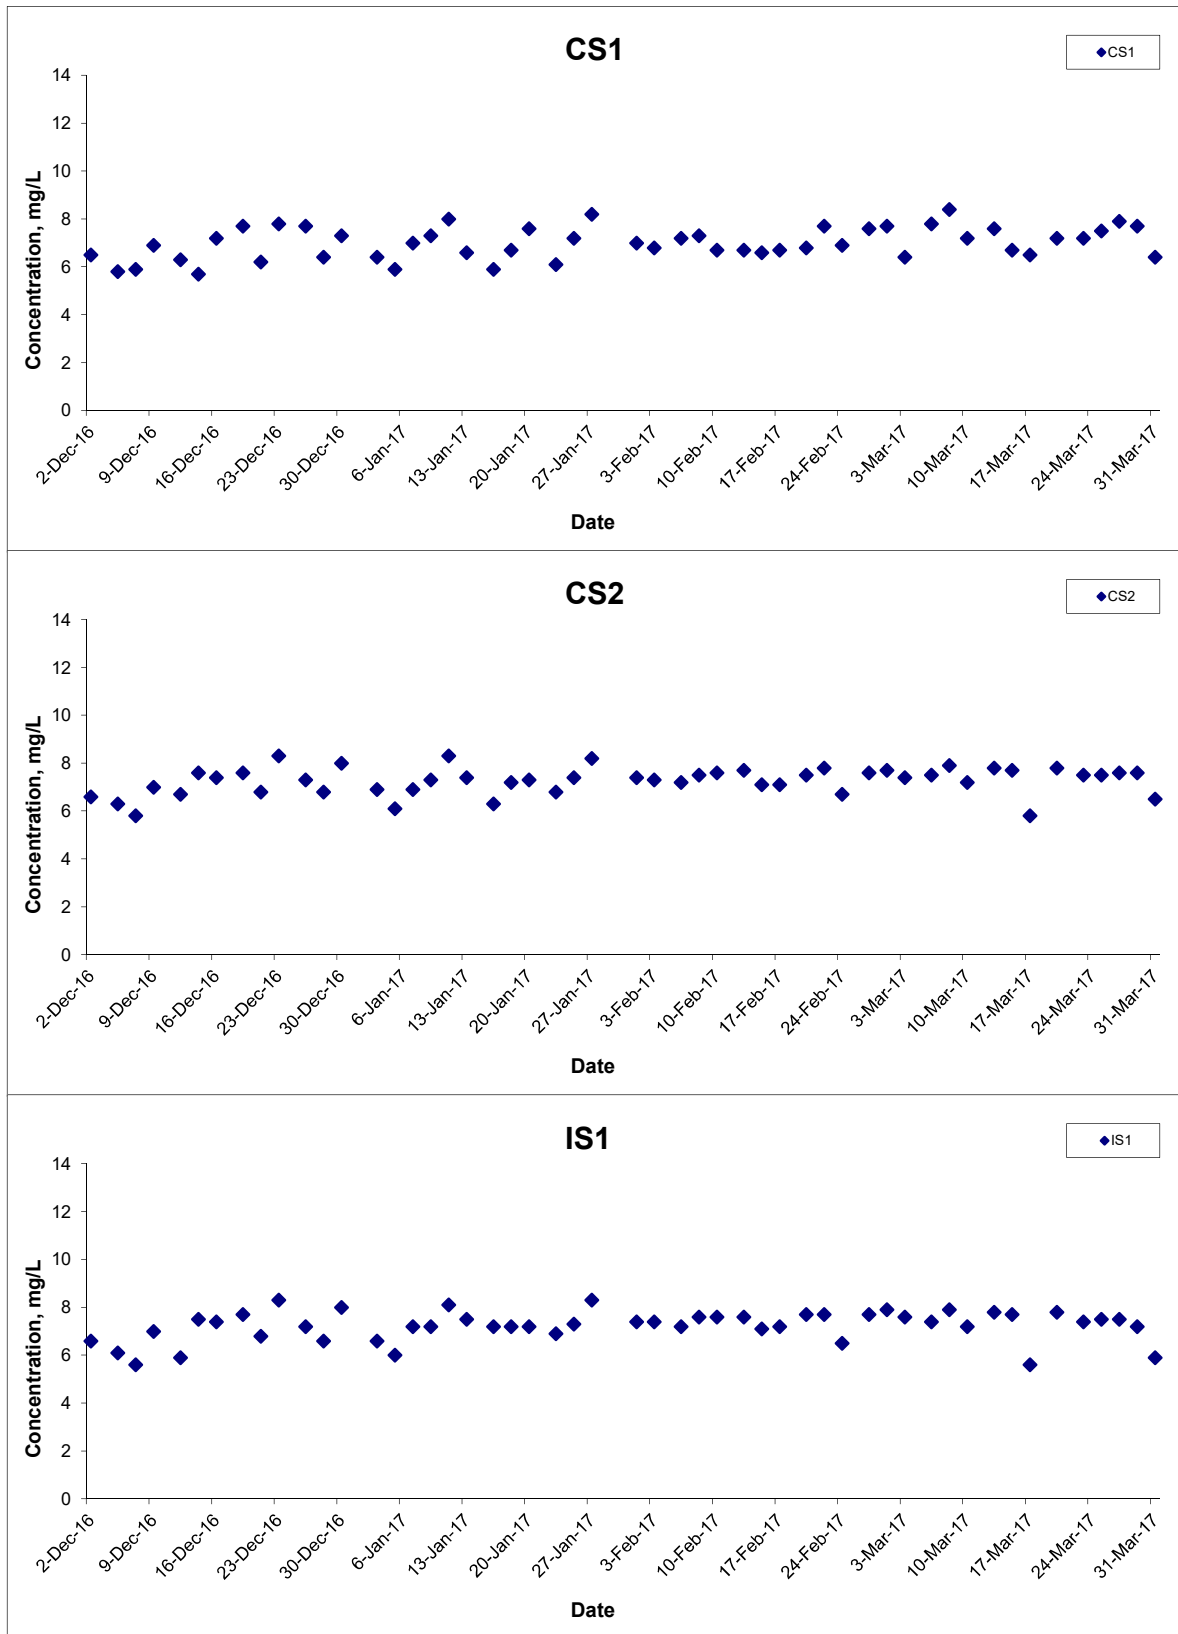 CS1
CS1
14
12
10
8
6
4
2
0
Concentration, mg/L
2-Dec-16
9-Dec-16
16-Dec-16
23-Dec-16
30-Dec-16
6-Jan-17
13-Jan-17
20-Jan-17
27-Jan-17
3-Feb-17
10-Feb-17
17-Feb-17
24-Feb-17
3-Mar-17
10-Mar-17
17-Mar-17
24-Mar-17
31-Mar-17
Date
CS2
CS2
14
12
10
8
6
4
2
0
Concentration, mg/L
2-Dec-16
9-Dec-16
16-Dec-16
23-Dec-16
30-Dec-16
6-Jan-17
13-Jan-17
20-Jan-17
27-Jan-17
3-Feb-17
10-Feb-17
17-Feb-17
24-Feb-17
3-Mar-17
10-Mar-17
17-Mar-17
24-Mar-17
31-Mar-17
Date
IS1
IS1
14
12
10
8
6
4
2
0
Concentration, mg/L
2-Dec-16
9-Dec-16
16-Dec-16
23-Dec-16
30-Dec-16
6-Jan-17
13-Jan-17
20-Jan-17
27-Jan-17
3-Feb-17
10-Feb-17
17-Feb-17
24-Feb-17
3-Mar-17
10-Mar-17
17-Mar-17
24-Mar-17
31-Mar-17
Date